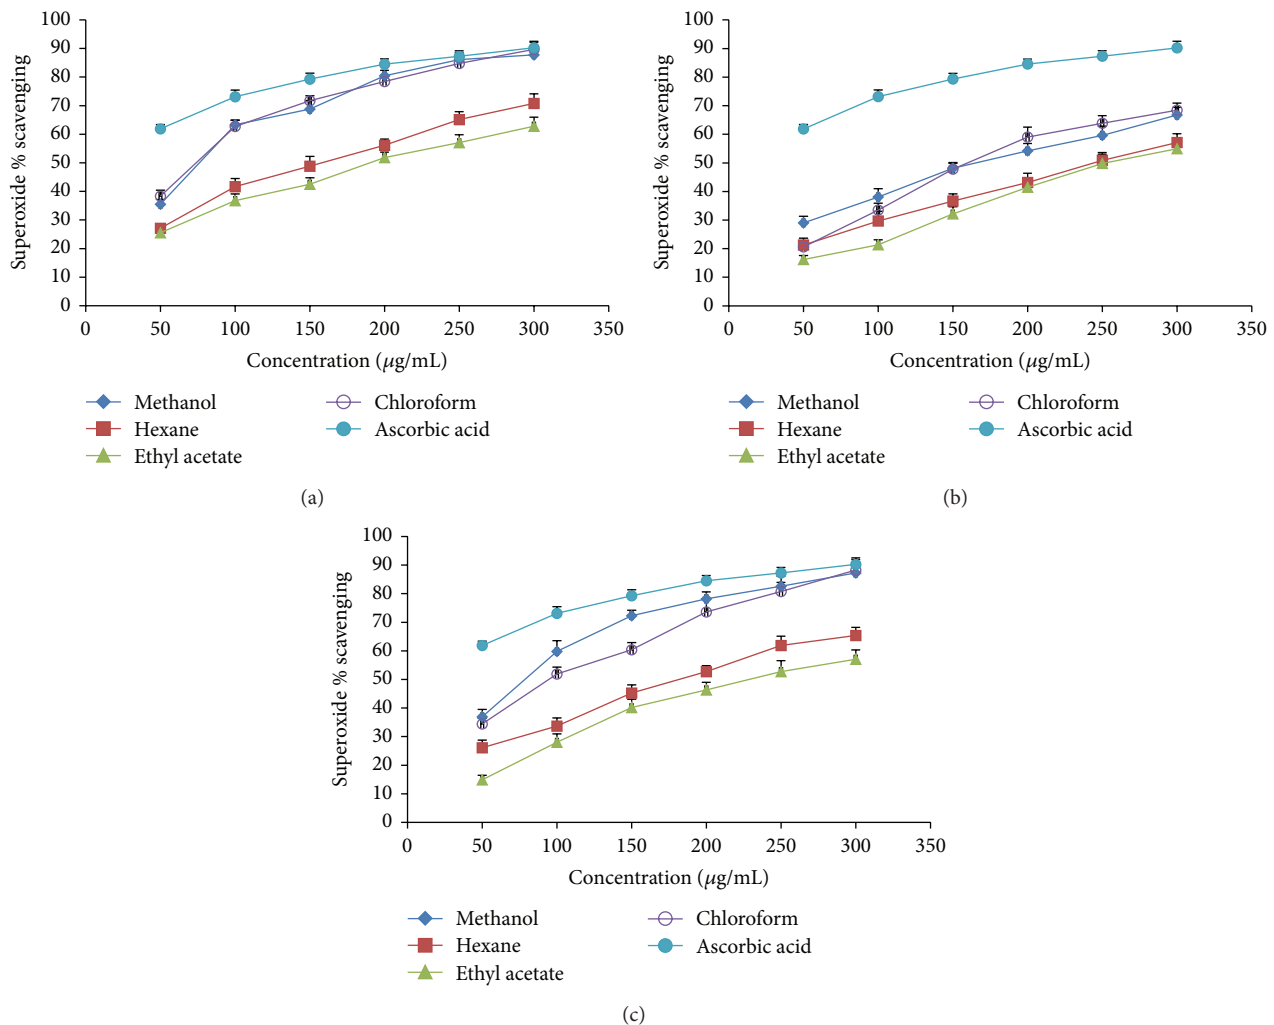 100
90
80
70
60
50
40
30
20
10
0
Superoxide % scavenging
0 50 100 150 200 250 300 350
Concentration (μg/mL)
Methanol
Hexane
Ethyl acetate
Chloroform
Ascorbic acid
(a)
100
90
80
70
60
50
40
30
20
10
0
Superoxide % scavenging
0 50 100 150 200 250 300 350
Concentration (μg/mL)
Methanol
Hexane
Ethyl acetate
Chloroform
Ascorbic acid
(b)
100
90
80
70
60
50
40
30
20
10
0
Superoxide % scavenging
0 50 100 150 200 250 300 350
Concentration (μg/mL)
Methanol
Hexane
Ethyl acetate
Chloroform
Ascorbic acid
(c)